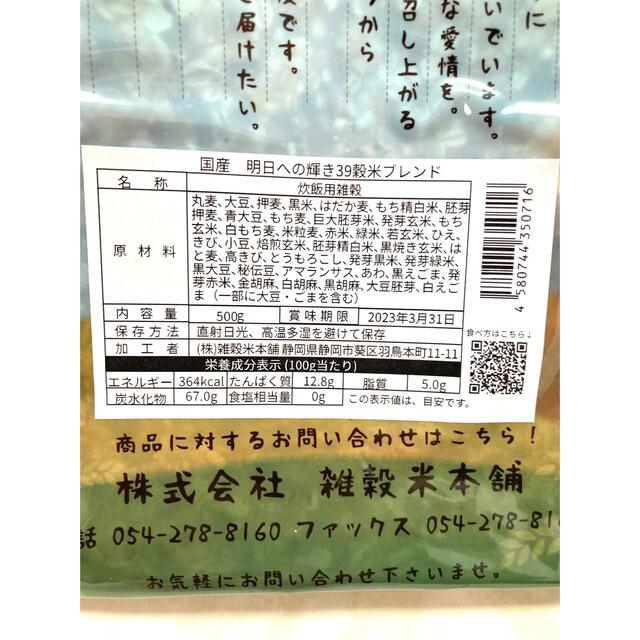 に
いでいます。
な愛情を。
召し上がる
から
後です。
届けたい。
国産 明日への輝き39穀米ブレンド
名 称 炊飯用雑穀
原材料
丸麦、大豆、押麦、黒米、はだか麦、もち精白米、胚芽
押麦、青大豆、もち麦、巨大胚芽米、発芽玄米、もち玄
米、白もち麦、米粒麦、赤米、緑米、若玄米、ひえ、
きび、小豆、焙煎玄米、胚芽精白米、黒焼き玄米、は
と麦、高きび、とうもろこし、発芽黒米、発芽緑米、
黒大豆、秘伝豆、アマランサス、あわ、黒えごま、発
芽赤米、金胡麻、白胡麻、黒胡麻、大豆胚芽、白えご
ま（一部に大豆・ごまを含む）
内容量 500g 賞味期限 2023年3月31日
保存方法 直射日光、高温多湿を避けて保存
加工者 (株)雑穀米本舗 静岡県静岡市葵区羽鳥本町11-11
栄養成分表示 (100g当たり)
エネルギー 364kcal たんぱく質 12.8g 脂質 5.0g
炭水化物 67.0g 食塩相当量 0g この表示値は、目安です。
4 580744 350716
食べ方はこちら↓
商品に対するお問い合わせはこちら！
株式会社 雑穀米本舗
話 054-278-8160 ファックス 054-278-81
お気軽にお問い合わせ下さいませ。